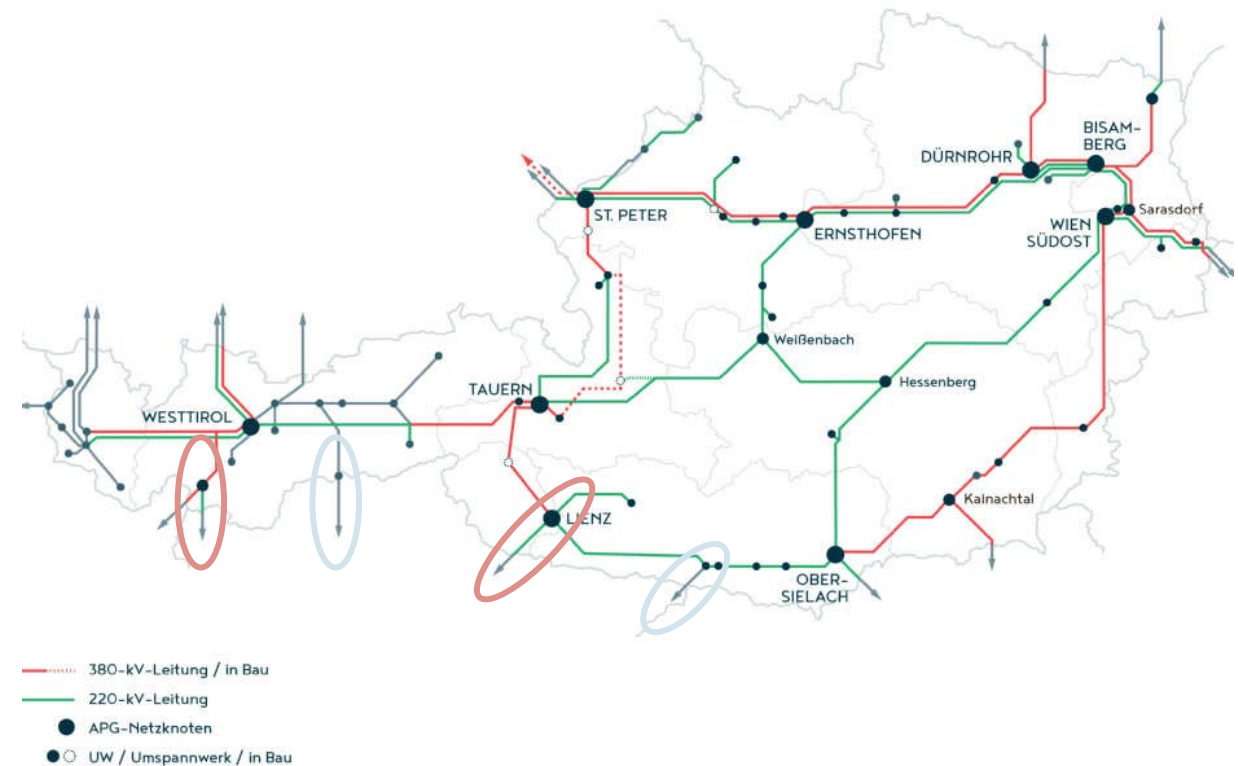 BISAM-
BERG
DÜRNROHR
ST. PETER
ERNSTHOFEN
WIEN
SÜDOST
Sarasdorf
Weißenbach
TAUERN
Hessenberg
WESTTIROL
Kainachtal
LIENZ
OBER-
SIELACH
380-kV-Leitung / in Bau
220-kV-Leitung
APG-Netzknoten
UW / Umspannwerk / in Bau